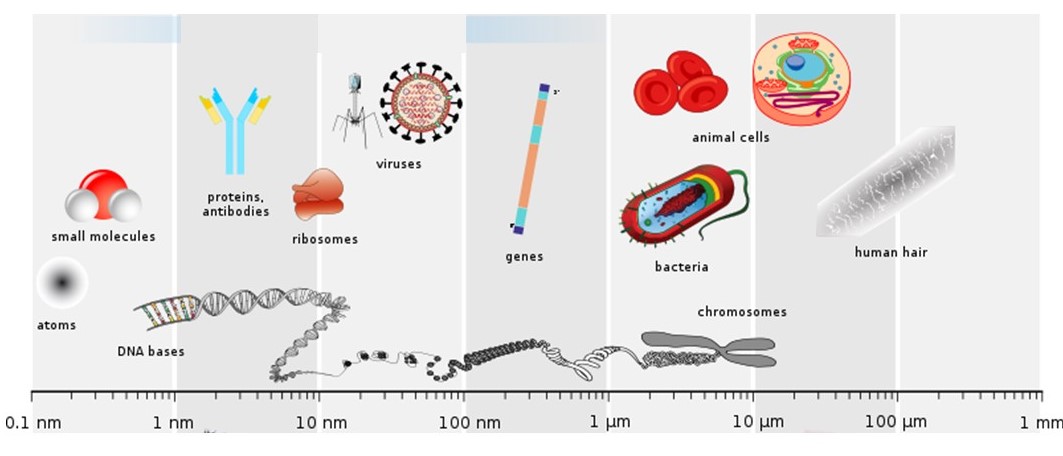 viruses
animal cells
proteins,
antibodies
small molecules
ribosomes
genes
bacteria
human hair
atoms
DNA bases
chromosomes
0.1 nm 1 nm 10 nm 100 nm 1 µm 10 µm 100 µm 1 mm